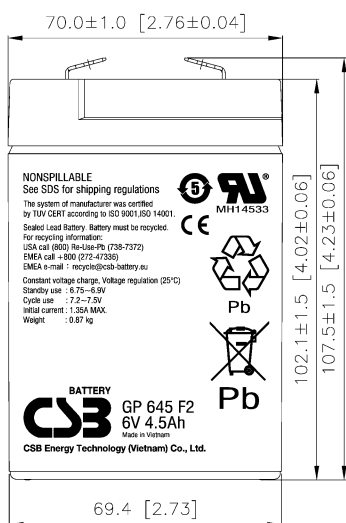 70.0±1.0 [2.76±0.04]
NONSPILLABLE
See SDS for shipping regulations
The system of manufacturer was certified
by TUV CERT according to ISO 9001,ISO 14001.
Sealed Lead Battery. Battery must be recycled.
For recycling information:
USA call (800) Re-Use-Pb (738-7372)
EMEA call +800 (272-47336)
EMEA e-mail : recycle@csb-battery.eu
Constant voltage charge, Voltage regulation (25°C)
Standby use : 6.75~6.9V
Cycle use : 7.2~7.5V
Initial current : 1.35A MAX.
Weight : 0.87 kg
5
RU®
MH14533
CE
Pb
Pb
BATTERY
CSB
GP 645 F2
6V 4.5Ah
Made in Vietnam
CSB Energy Technology (Vietnam) Co., Ltd.
102.1±1.5 [4.02±0.06]
107.5±1.5 [4.23±0.06]
69.4 [2.73]